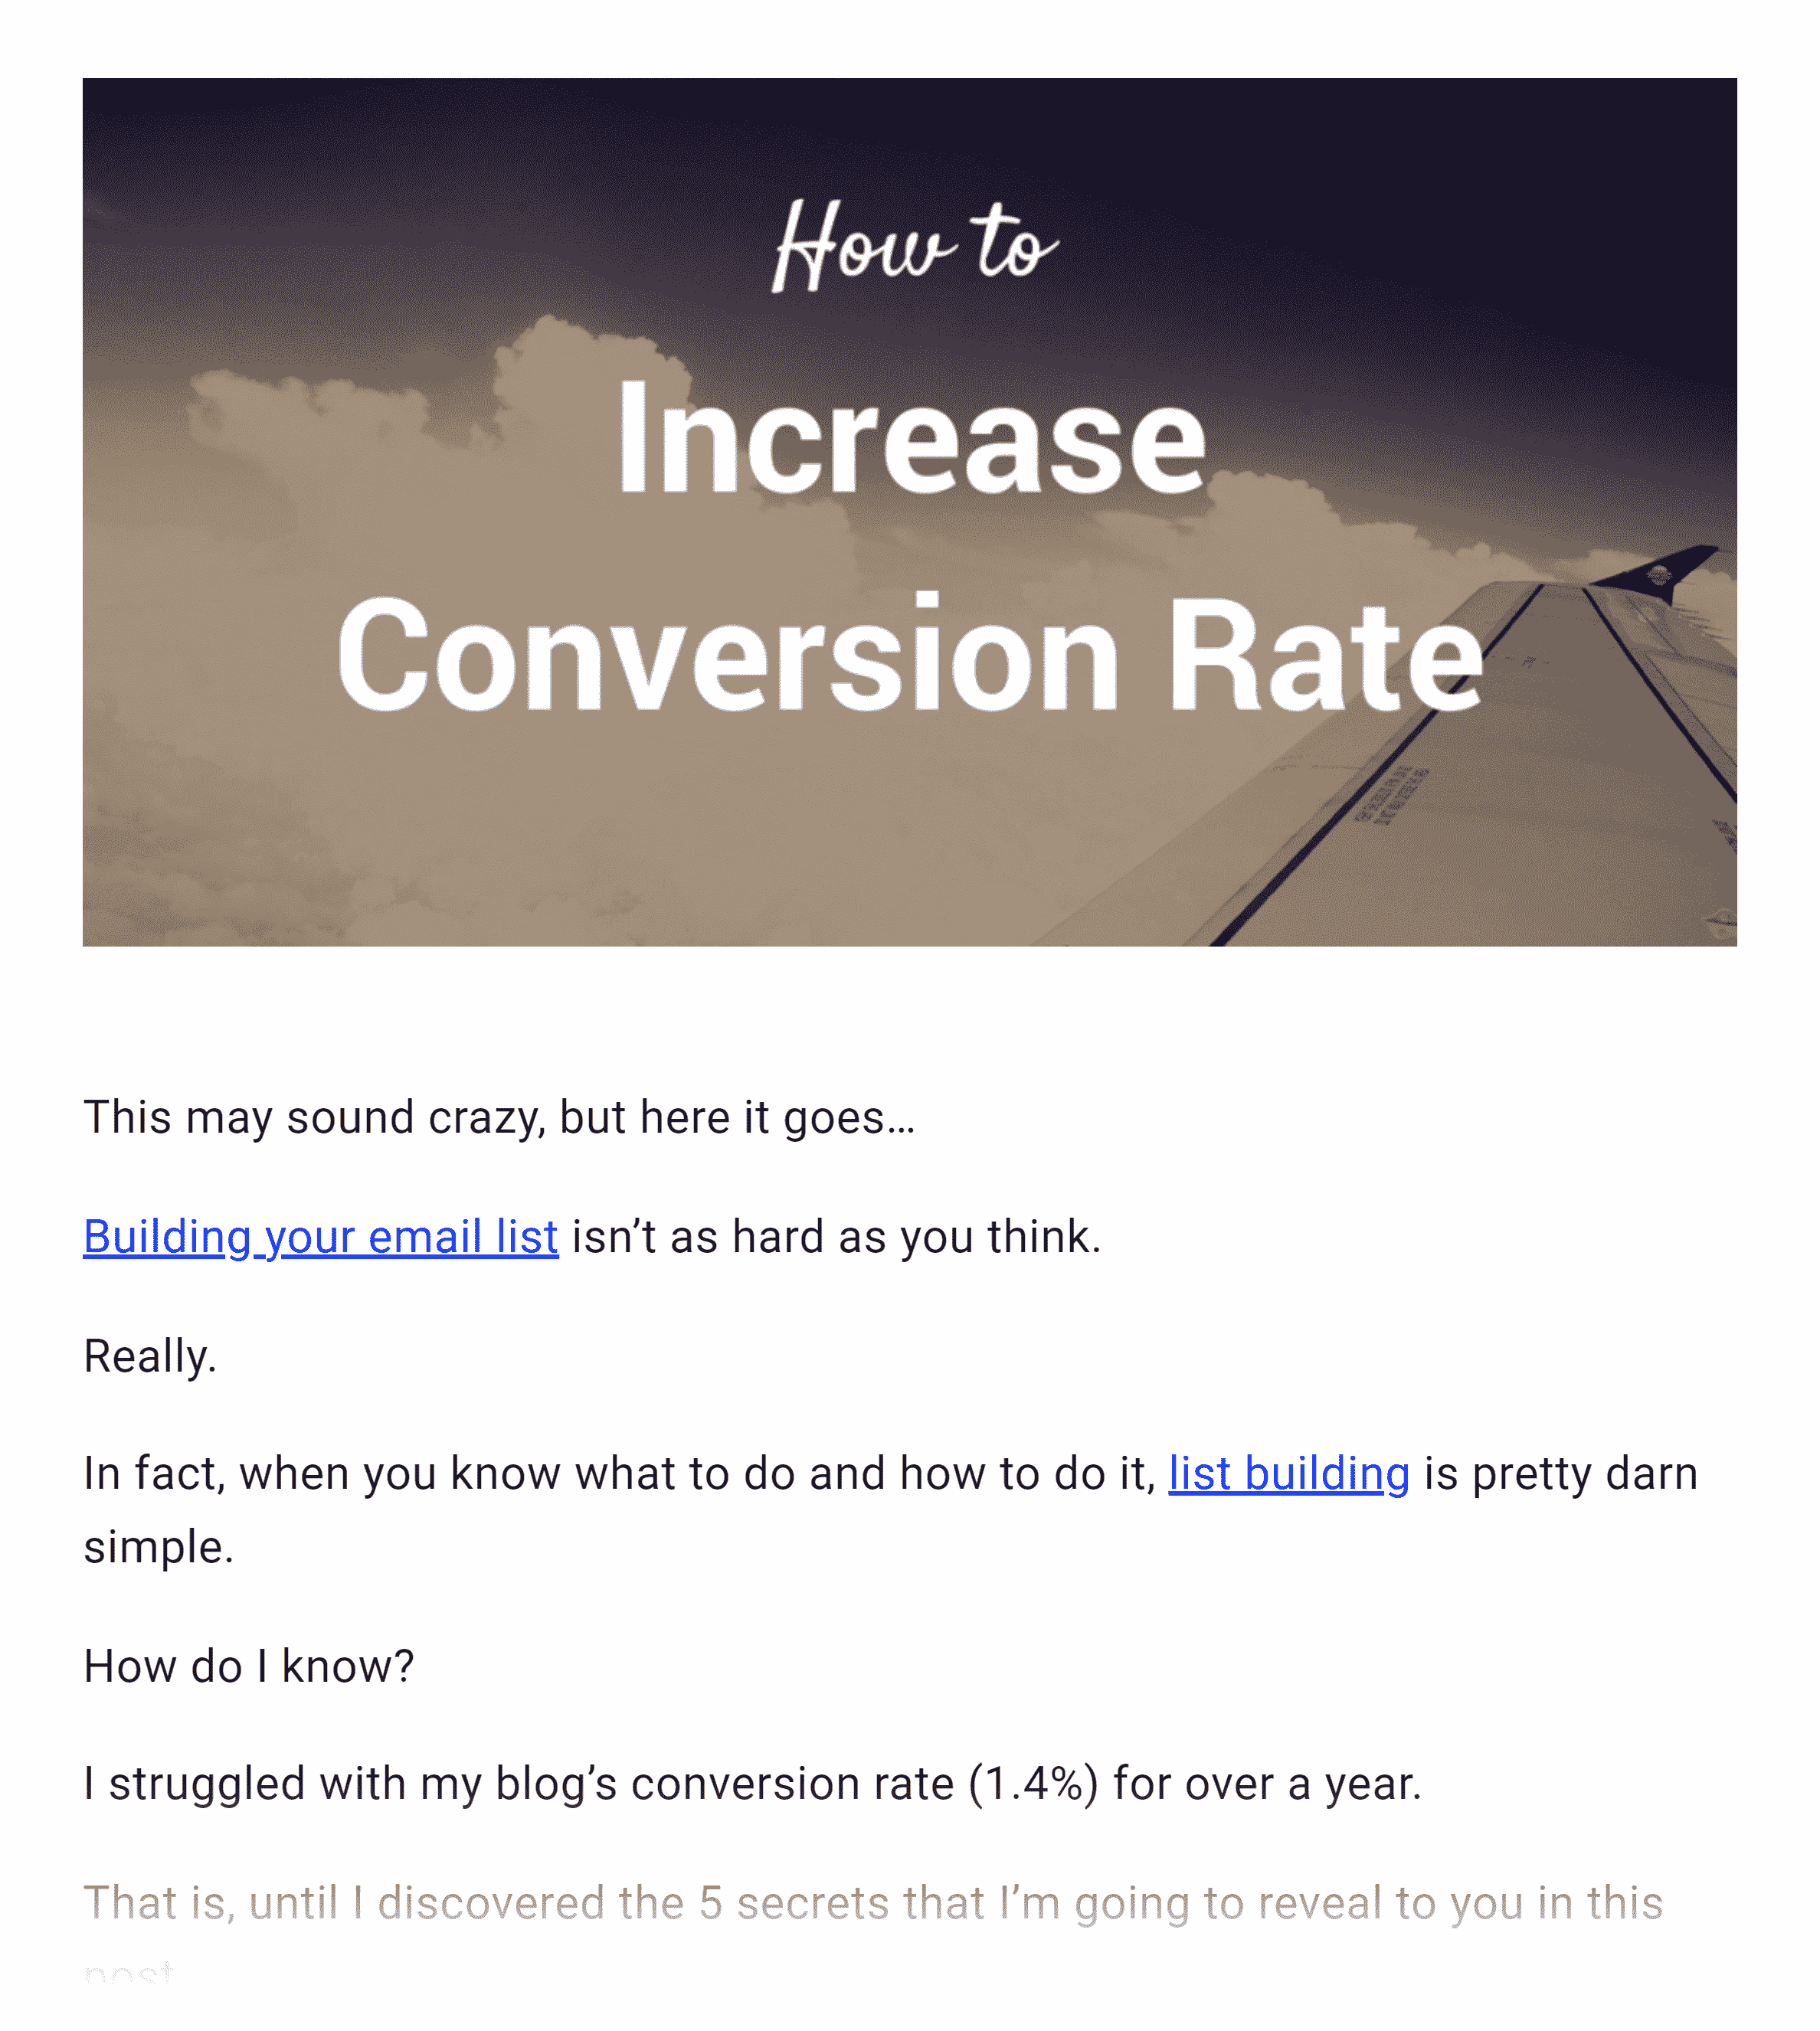 How to
Increase
Conversion Rate
This may sound crazy, but here it goes…
Building your email list isn’t as hard as you think.
Really.
In fact, when you know what to do and how to do it, list building is pretty darn
simple.
How do I know?
I struggled with my blog’s conversion rate (1.4%) for over a year.
That is, until I discovered the 5 secrets that I’m going to reveal to you in this
post